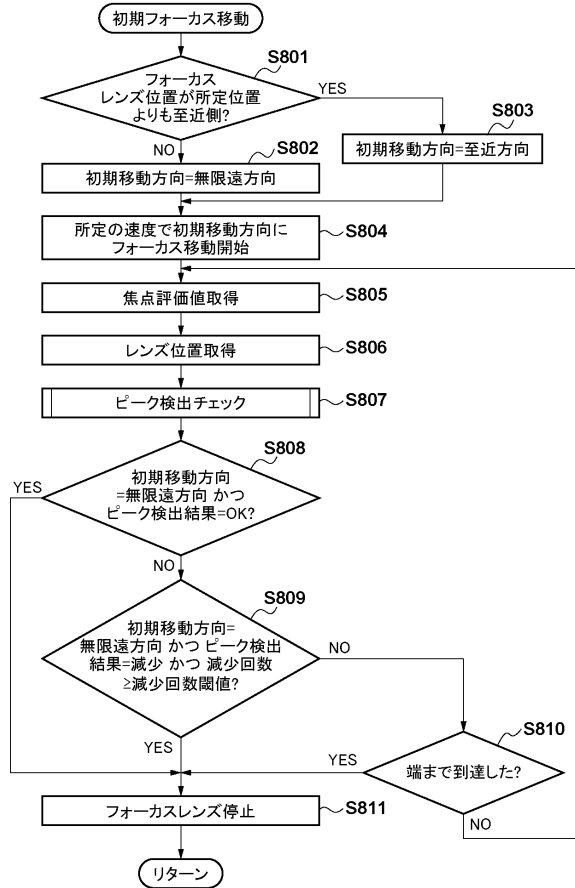 初期フォーカス移動
S801
フォーカス
レンズ位置が所定位置
よりも至近側?
YES
NO
S803
初期移動方向=至近方向
S802
初期移動方向=無限遠方向
所定の速度で初期移動方向に
フォーカス移動開始
S804
焦点評価値取得
S805
レンズ位置取得
S806
ピーク検出チェック
S807
S808
初期移動方向
=無限遠方向 かつ
ピーク検出結果=OK?
YES
NO
S809
初期移動方向=
無限遠方向 かつ ピーク検出
結果=減少 かつ 減少回数
≥減少回数閾値?
NO
YES
S810
端まで到達した?
YES
NO
フォーカスレンズ停止
S811
リターン